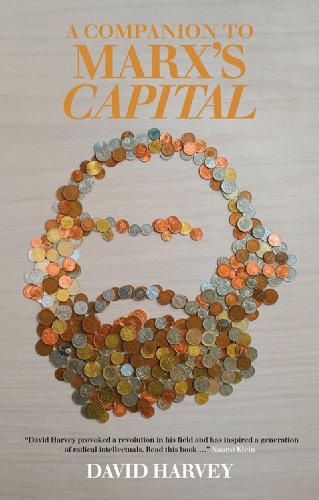 A COMPANION TO
MARX'S
CAPITAL
“David Harvey provoked a revolution in his field and has inspired a generation
of radical intellectuals. Read this book …” Naomi Klein
DAVID HARVEY